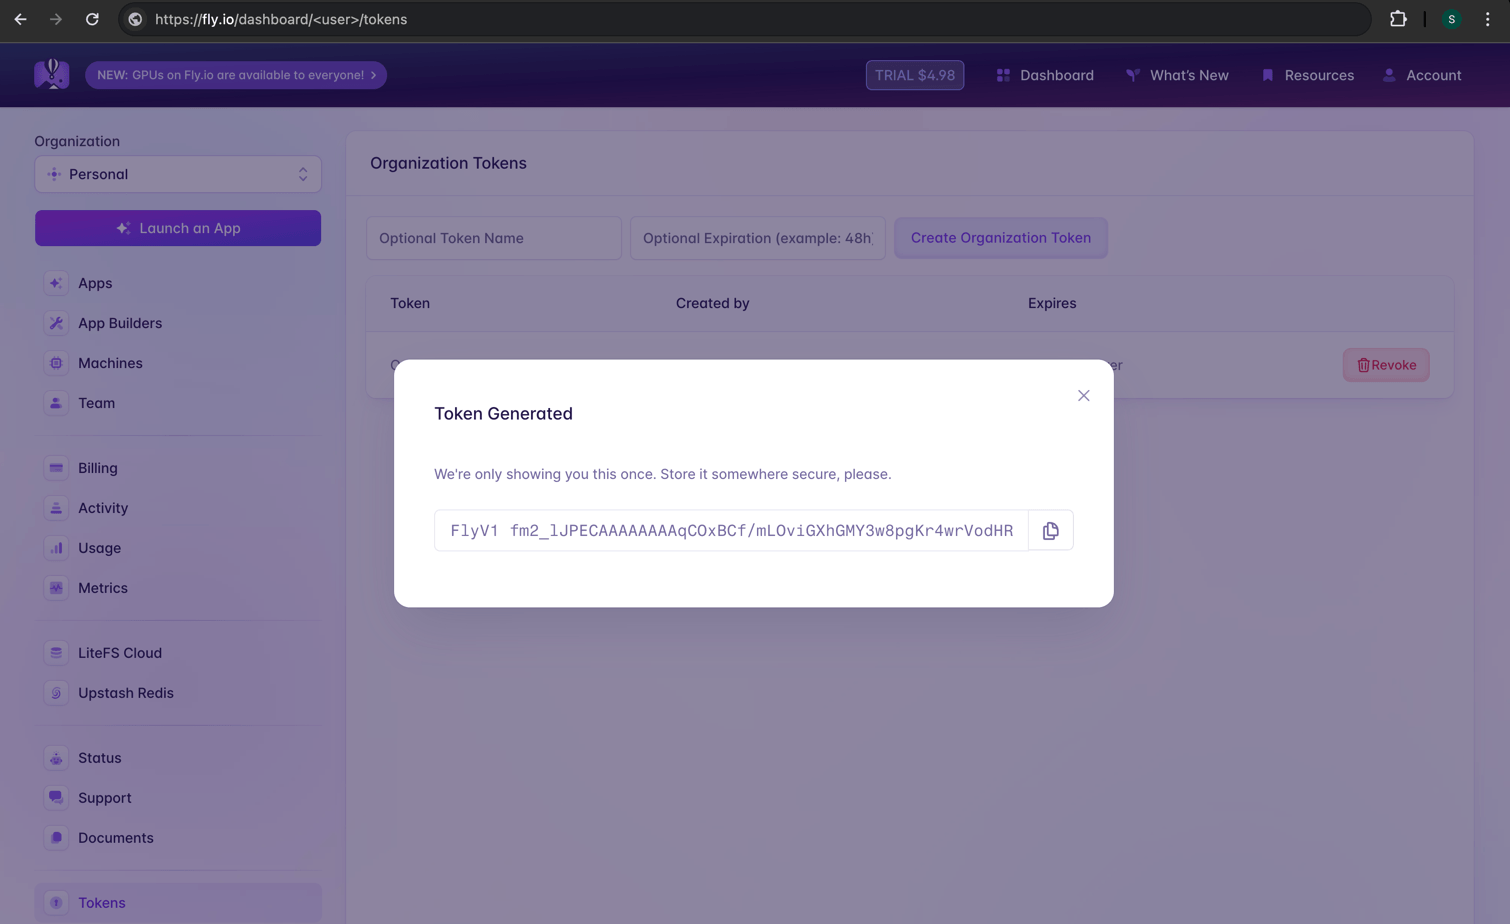 https://fly.io/dashboard/<user>/tokens
S
NEW: GPUs on Fly.io are available to everyone!
TRIAL $4.98
Dashboard
What's New
Resources
Account
Organization
Personal
Launch an App
Apps
App Builders
Machines
Team
Billing
Activity
Usage
Metrics
LiteFS Cloud
Upstash Redis
Status
Support
Documents
Tokens
Organization Tokens
Optional Token Name
Optional Expiration (example: 48h)
Create Organization Token
Token Created by Expires
Revoke
Token Generated
We're only showing you this once. Store it somewhere secure, please.
FlyV1 fm2_lJPECAAAAAAAAqCOxBCf/mLOviGXhGMY3w8pgKr4wrVodHR